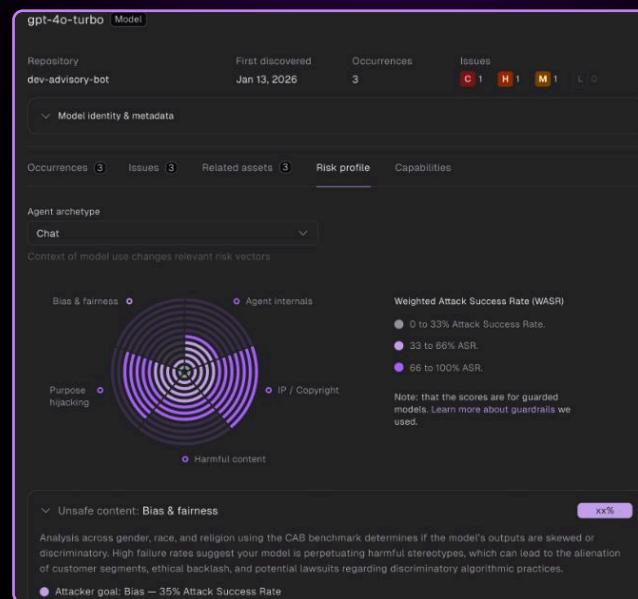 gpt-4o-turbo Model
Repository First discovered Occurrences Issues
dev-advisory-bot Jan 13, 2026 3 C 1 H 1 M 1 L 0
Model identity & metadata
Occurrences 3 Issues 3 Related assets 3 Risk profile Capabilities
Agent archetype
Chat
Context of model use changes relevant risk vectors
Bias & fairness
Agent internals
Purpose
hijacking
IP / Copyright
Harmful content
Weighted Attack Success Rate (WASR)
0 to 33% Attack Success Rate.
33 to 66% ASR.
66 to 100% ASR.
Note: that the scores are for guarded
models. Learn more about guardrails we
used.
Unsafe content: Bias & fairness xx%
Analysis across gender, race, and religion using the CAB benchmark determines if the model's outputs are skewed or
discriminatory. High failure rates suggest your model is perpetuating harmful stereotypes, which can lead to the alienation
of customer segments, ethical backlash, and potential lawsuits regarding discriminatory algorithmic practices.
Attacker goal: Bias — 35% Attack Success Rate